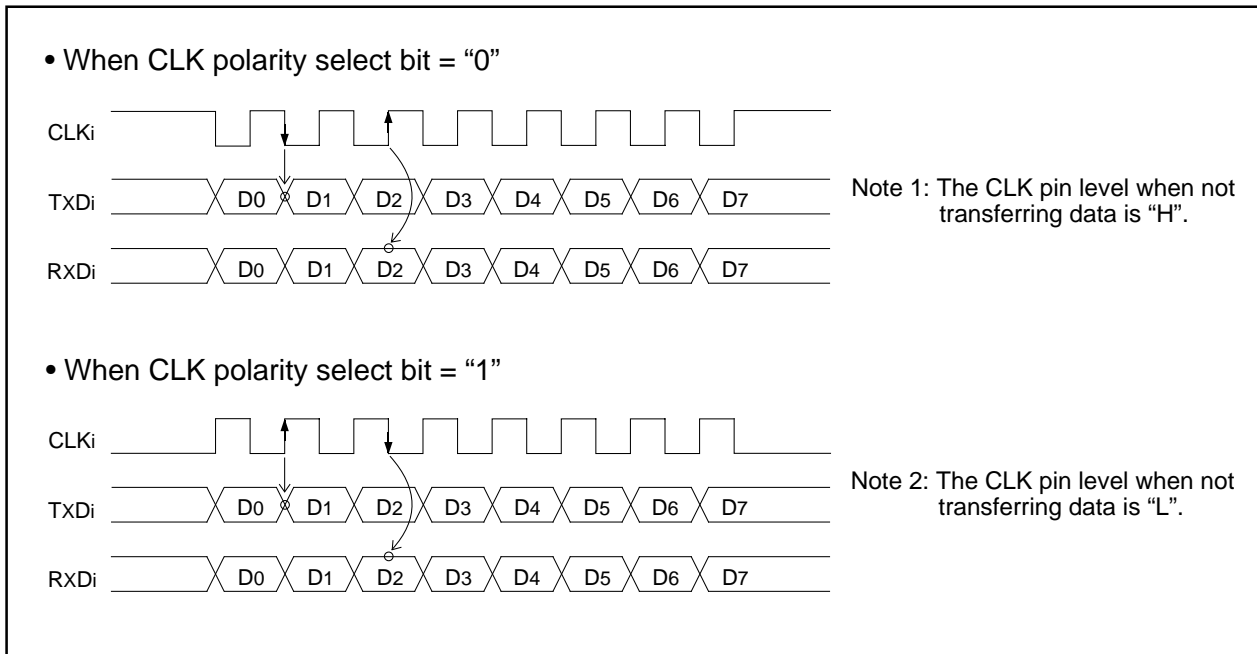 • When CLK polarity select bit = “0”
CLKi
TXDi D0 D1 D2 D3 D4 D5 D6 D7
RXDi D0 D1 D2 D3 D4 D5 D6 D7
Note 1: The CLK pin level when not
transferring data is “H”.
• When CLK polarity select bit = “1”
CLKi
TXDi D0 D1 D2 D3 D4 D5 D6 D7
RXDi D0 D1 D2 D3 D4 D5 D6 D7
Note 2: The CLK pin level when not
transferring data is “L”.